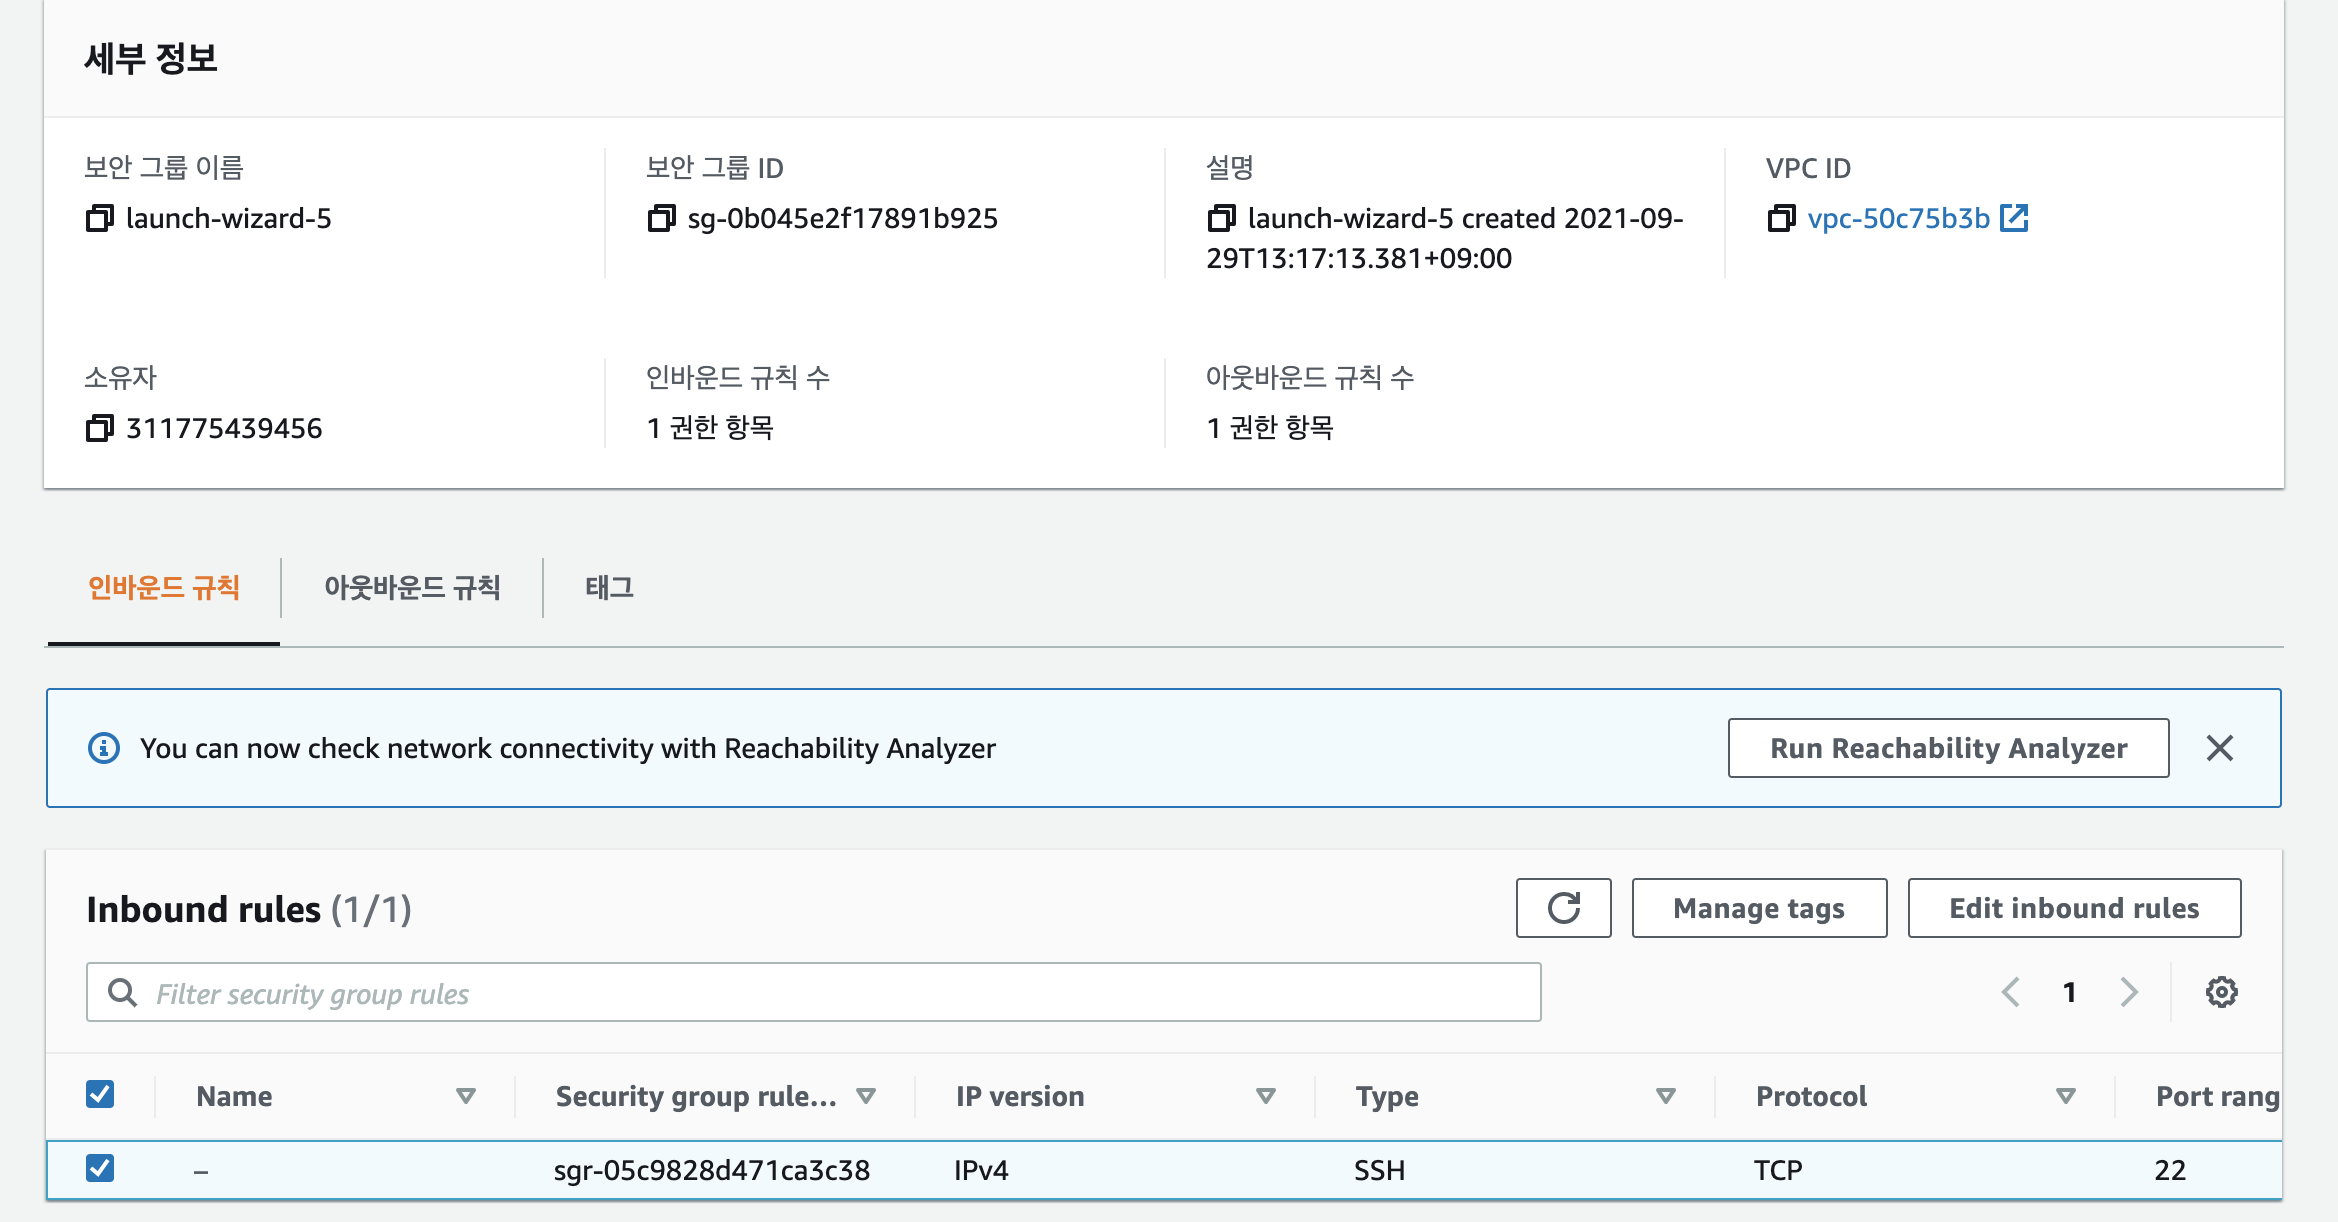 세부 정보
보안 그룹 이름
launch-wizard-5
보안 그룹 ID
sg-0b045e2f17891b925
설명
launch-wizard-5 created 2021-09-
29T13:17:13.381+09:00
VPC ID
vpc-50c75b3b
소유자
311775439456
인바운드 규칙 수
1 권한 항목
아웃바운드 규칙 수
1 권한 항목
인바운드 규칙 아웃바운드 규칙 태그
You can now check network connectivity with Reachability Analyzer
Run Reachability Analyzer
Inbound rules (1/1)
Manage tags
Edit inbound rules
Filter security group rules
1
Name Security group rule... IP version Type Protocol Port rang
– sgr-05c9828d471ca3c38 IPv4 SSH TCP 22